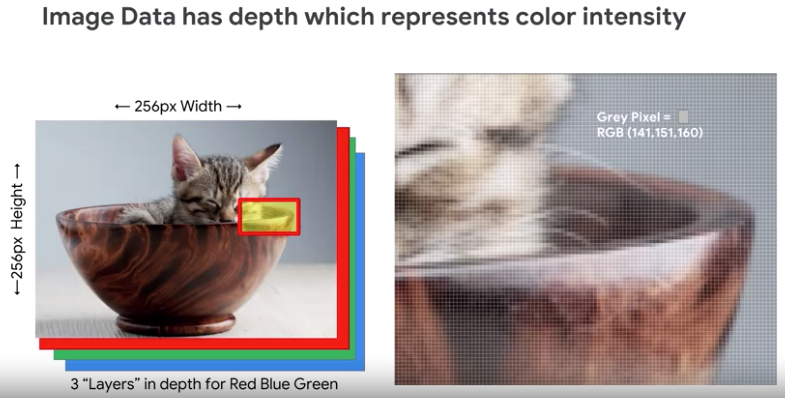 Image Data has depth which represents color intensity
← 256px Width →
←256px Height →
Grey Pixel =
RGB (141,151,160)
3 “Layers” in depth for Red Blue Green